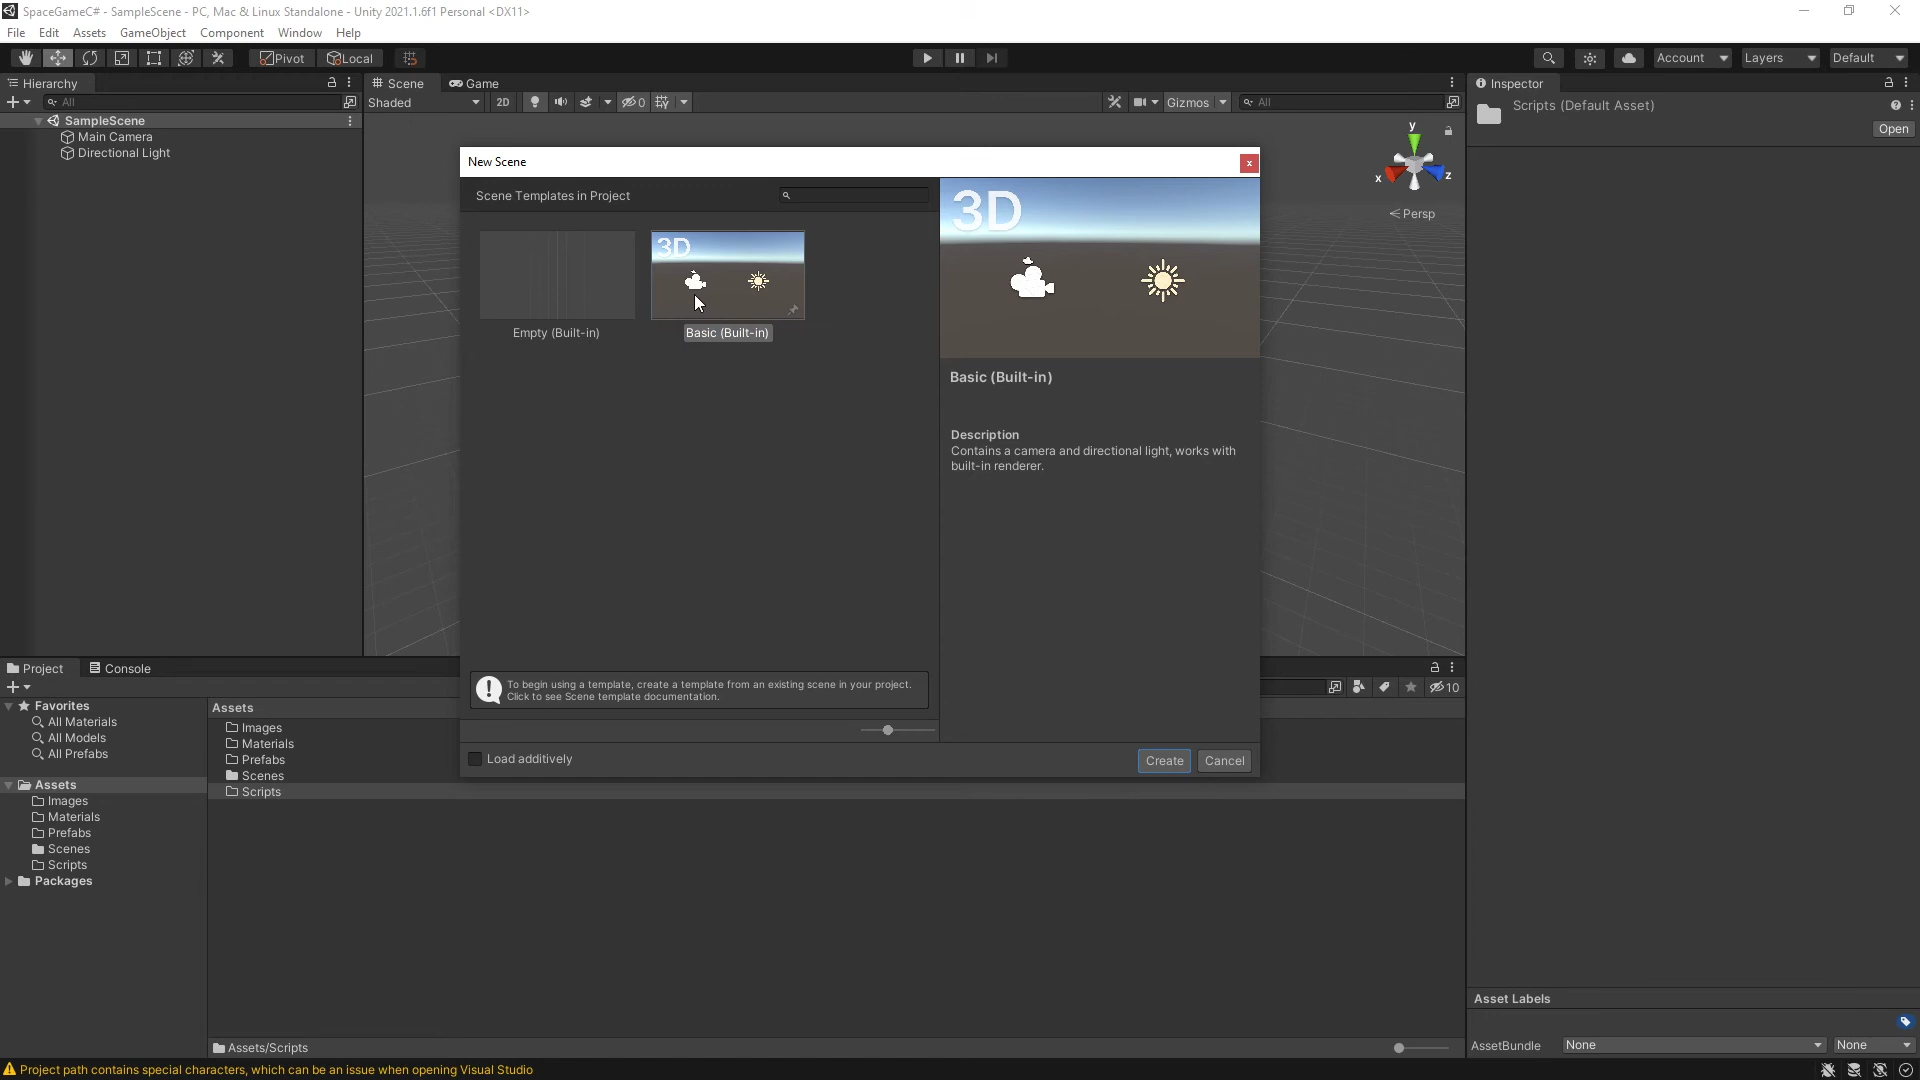 SpaceGameC# - SampleScene - PC, Mac & Linux Standalone - Unity 2021.1.6f1 Personal <DX11>
File Edit Assets GameObject Component Window Help
Pivot Local Account Layers Default
Hierarchy
All
SampleScene
Main Camera
Directional Light
Scene Game
Shaded 2D 0 Gizmos All
y
x z
Persp
Inspector
Scripts (Default Asset)
Open
New Scene
Scene Templates in Project
3D
Empty (Built-in) Basic (Built-in)
3D
Basic (Built-in)
Description
Contains a camera and directional light, works with
built-in renderer.
To begin using a template, create a template from an existing scene in your project.
Click to see Scene template documentation.
Load additively
Create Cancel
Project Console
10
Favorites
All Materials
All Models
All Prefabs
Assets
Images
Materials
Prefabs
Scenes
Scripts
Packages
Assets
Images
Materials
Prefabs
Scenes
Scripts
Assets/Scripts
Asset Labels
AssetBundle None None
Project path contains special characters, which can be an issue when opening Visual Studio